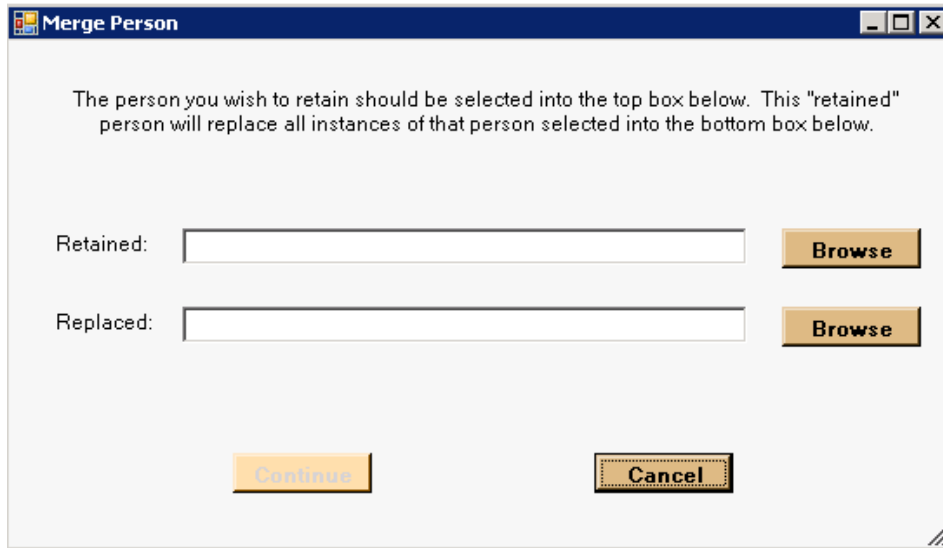 Merge Person
The person you wish to retain should be selected into the top box below.  This "retained"
person will replace all instances of that person selected into the bottom box below.
Retained:
Browse
Replaced:
Browse
Continue
Cancel